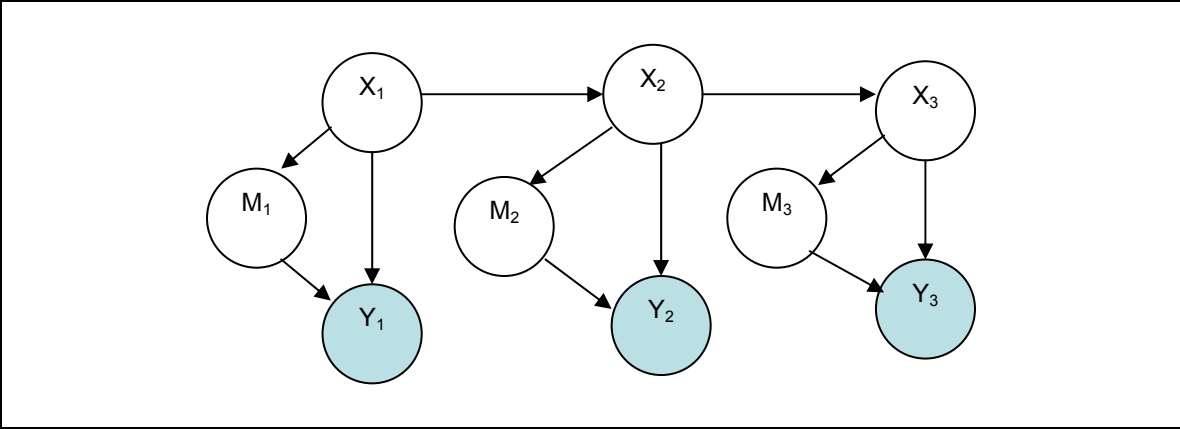 X₁
X₂
X₃
M₁
M₂
M₃
Y₁
Y₂
Y₃